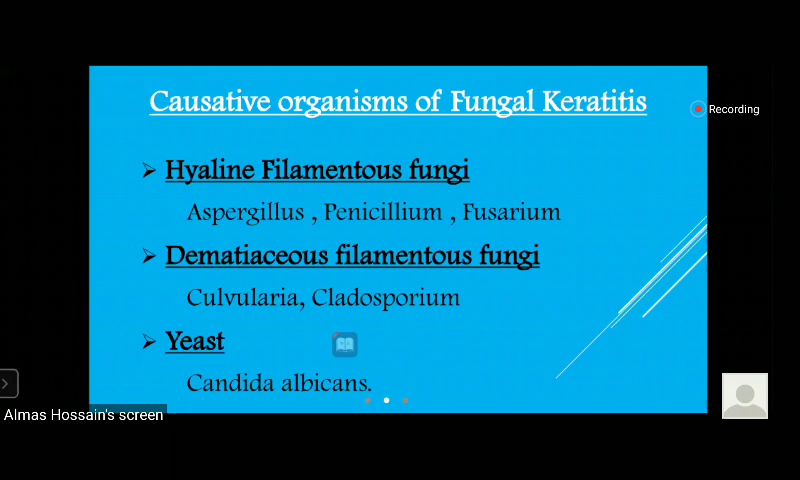 Causative organisms of Fungal Keratitis
Recording
Hyaline Filamentous fungi
Aspergillus , Penicillium , Fusarium
Dematiaceous filamentous fungi
Culvularia, Cladosporium
Yeast
Candida albicans.
Almas Hossain's screen